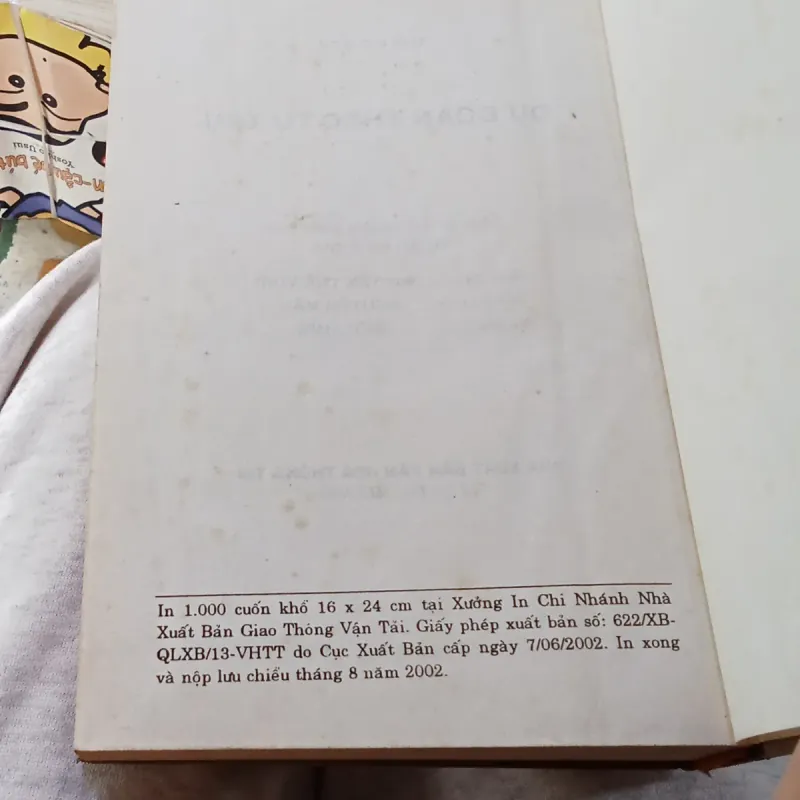 In 1.000 cuốn khổ 16 x 24 cm tại Xưởng In Chi Nhánh Nhà
Xuất Bản Giao Thông Vận Tải. Giấy phép xuất bản số: 622/XB-
QLXB/13-VHTT do Cục Xuất Bản cấp ngày 7/06/2002. In xong
và nộp lưu chiểu tháng 8 năm 2002.